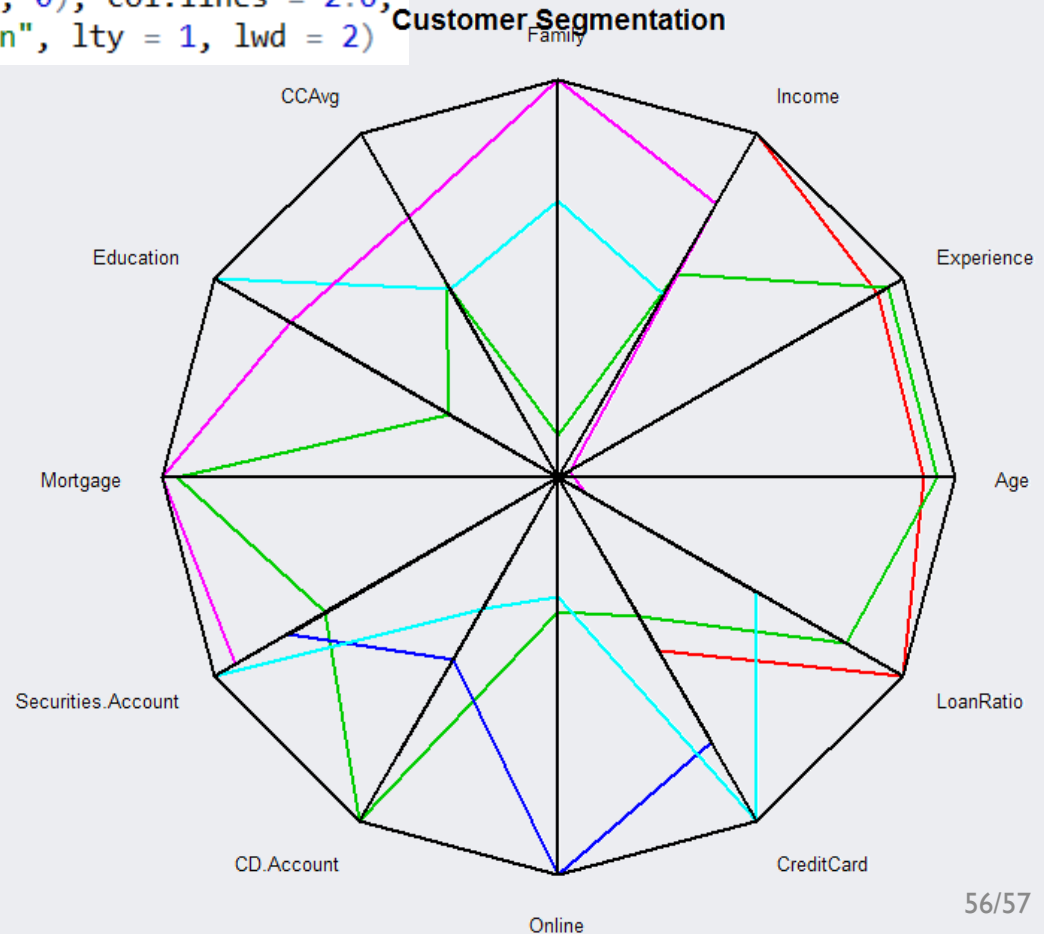 , 0), col.lines = 2:6,
n", lty = 1, lwd = 2)
Customer Segmentation
Family
CCAvg
Income
Education
Experience
Mortgage
Age
Securities.Account
LoanRatio
CD.Account
CreditCard
Online
56/57